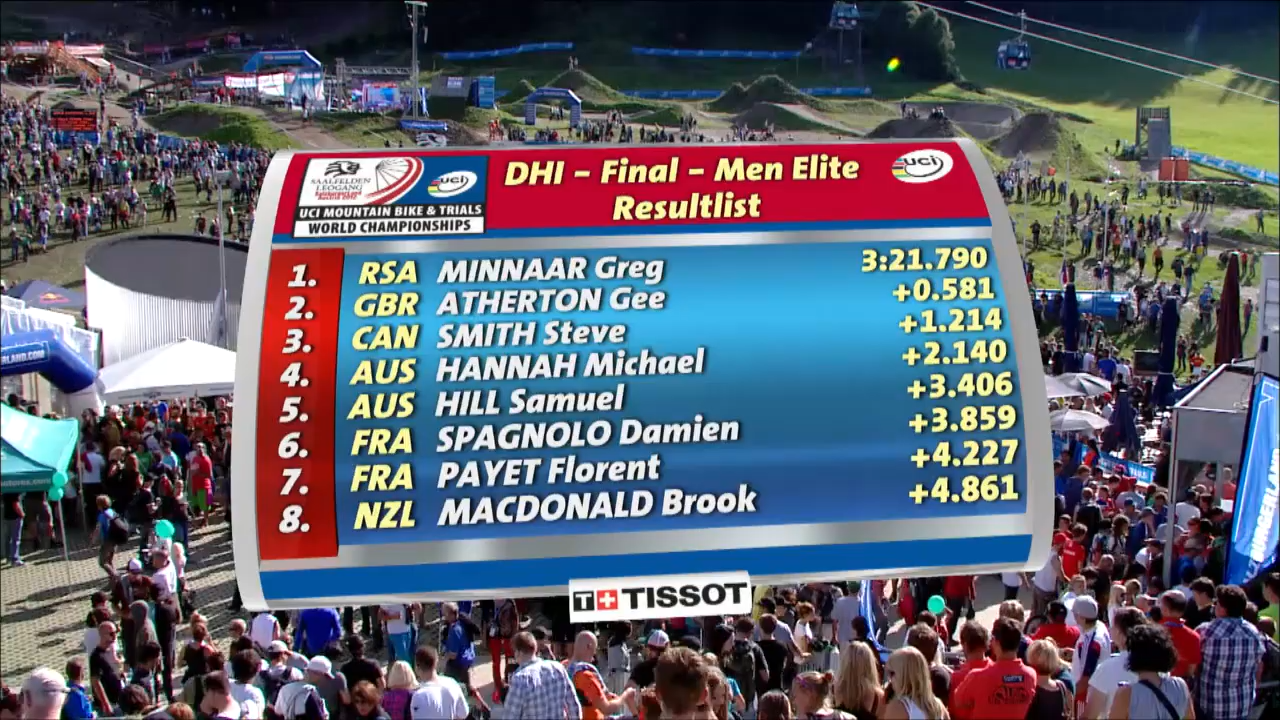 DHI – Final – Men Elite
Resultlist
SAALFELDEN
LEOGANG
uci
UCI MOUNTAIN BIKE & TRIALS
WORLD CHAMPIONSHIPS
uci
1. RSA MINNAAR Greg 3:21.790
2. GBR ATHERTON Gee +0.581
3. CAN SMITH Steve +1.214
4. AUS HANNAH Michael +2.140
5. AUS HILL Samuel +3.406
6. FRA SPAGNOLO Damien +3.859
7. FRA PAYET Florent +4.227
8. NZL MACDONALD Brook +4.861
T+ TISSOT